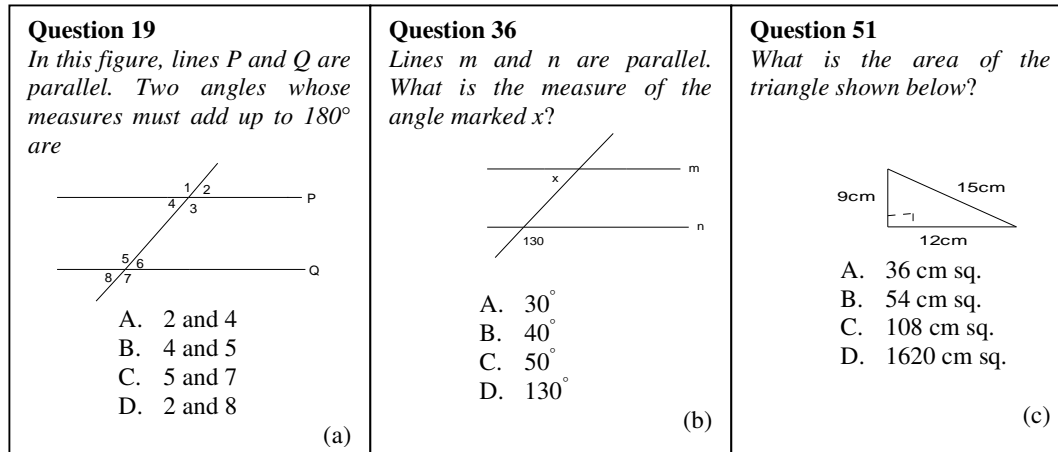 Question 19
In this figure, lines P and Q are
parallel. Two angles whose
measures must add up to 180°
are
1 2
P
4 3
5 6
Q
8 7
A. 2 and 4
B. 4 and 5
C. 5 and 7
D. 2 and 8
(a)
Question 36
Lines m and n are parallel.
What is the measure of the
angle marked x?
m
x
n
130
A. 30°
B. 40°
C. 50°
D. 130°
(b)
Question 51
What is the area of the
triangle shown below?
9cm 15cm
12cm
A. 36 cm sq.
B. 54 cm sq.
C. 108 cm sq.
D. 1620 cm sq.
(c)